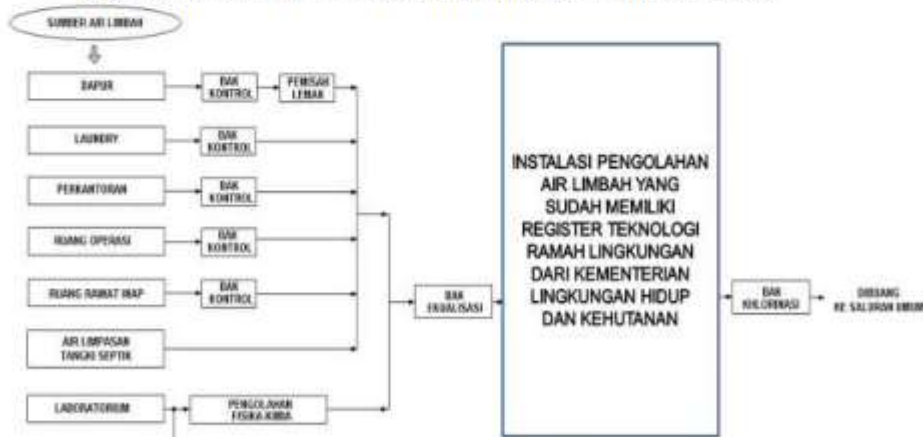 SUMBER AIR LIMBAH
DAPUR
BAK
KONTROL
PEMISAH
LEMAK
LAUNDRY
BAK
KONTROL
PERKANTORAN
BAK
KONTROL
RUANG OPERASI
BAK
KONTROL
RUANG RAWAT INAP
BAK
KONTROL
AIR LIMPASAN
TANGKI SEPTIK
LABORATORIUM
PENGOLAHAN
FISIKA-KIMIA
BAK
EKUALISASI
INSTALASI PENGOLAHAN
AIR LIMBAH YANG
SUDAH MEMILIKI
REGISTER TEKNOLOGI
RAMAH LINGKUNGAN
DARI KEMENTERIAN
LINGKUNGAN HIDUP
DAN KEHUTANAN
BAK
KHLORINASI
DIBUANG
KE SALURAN UMUM